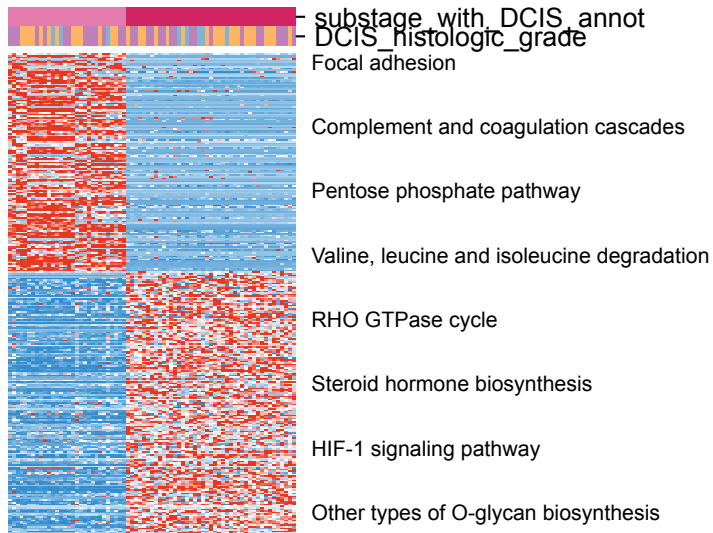 substage_with_DCIS_annot
DCIS_histologic_grade
Focal adhesion
Complement and coagulation cascades
Pentose phosphate pathway
Valine, leucine and isoleucine degradation
RHO GTPase cycle
Steroid hormone biosynthesis
HIF-1 signaling pathway
Other types of O-glycan biosynthesis